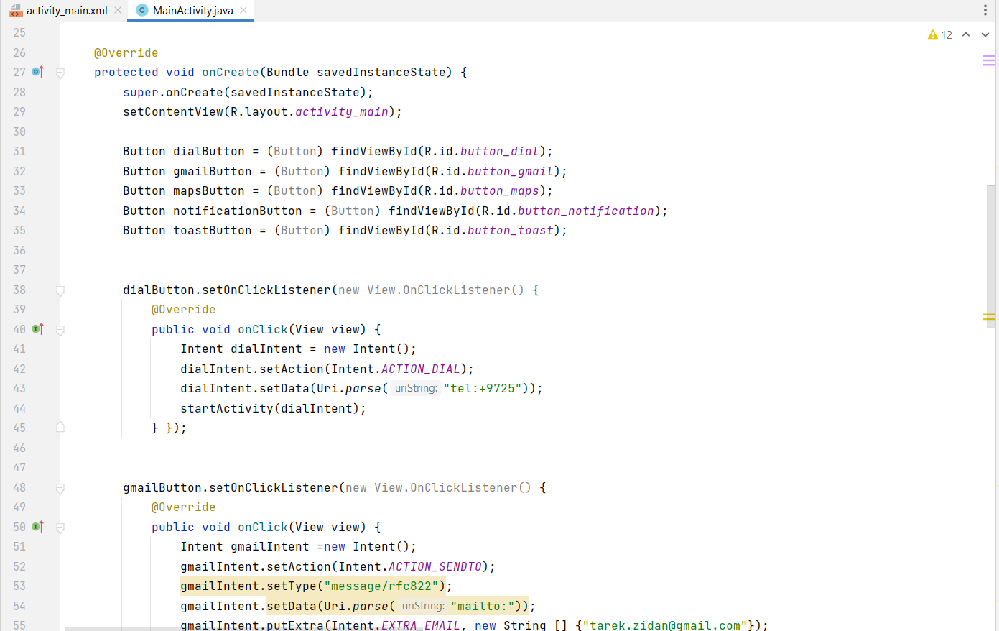 activity_main.xml MainActivity.java
12
25
26 @Override
27 protected void onCreate(Bundle savedInstanceState) {
28 super.onCreate(savedInstanceState);
29 setContentView(R.layout.activity_main);
30
31 Button dialButton = (Button) findViewById(R.id.button_dial);
32 Button gmailButton = (Button) findViewById(R.id.button_gmail);
33 Button mapsButton = (Button) findViewById(R.id.button_maps);
34 Button notificationButton = (Button) findViewById(R.id.button_notification);
35 Button toastButton = (Button) findViewById(R.id.button_toast);
36
37
38 dialButton.setOnClickListener(new View.OnClickListener() {
39 @Override
40 public void onClick(View view) {
41 Intent dialIntent = new Intent();
42 dialIntent.setAction(Intent.ACTION_DIAL);
43 dialIntent.setData(Uri.parse( uriString: "tel:+9725"));
44 startActivity(dialIntent);
45 } });
46
47
48 gmailButton.setOnClickListener(new View.OnClickListener() {
49 @Override
50 public void onClick(View view) {
51 Intent gmailIntent =new Intent();
52 gmailIntent.setAction(Intent.ACTION_SENDTO);
53 gmailIntent.setType("message/rfc822");
54 gmailIntent.setData(Uri.parse( uriString: "mailto:"));
55 gmailIntent.putExtra(Intent.EXTRA_EMAIL, new String [] {"tarek.zidan@gmail.com"});